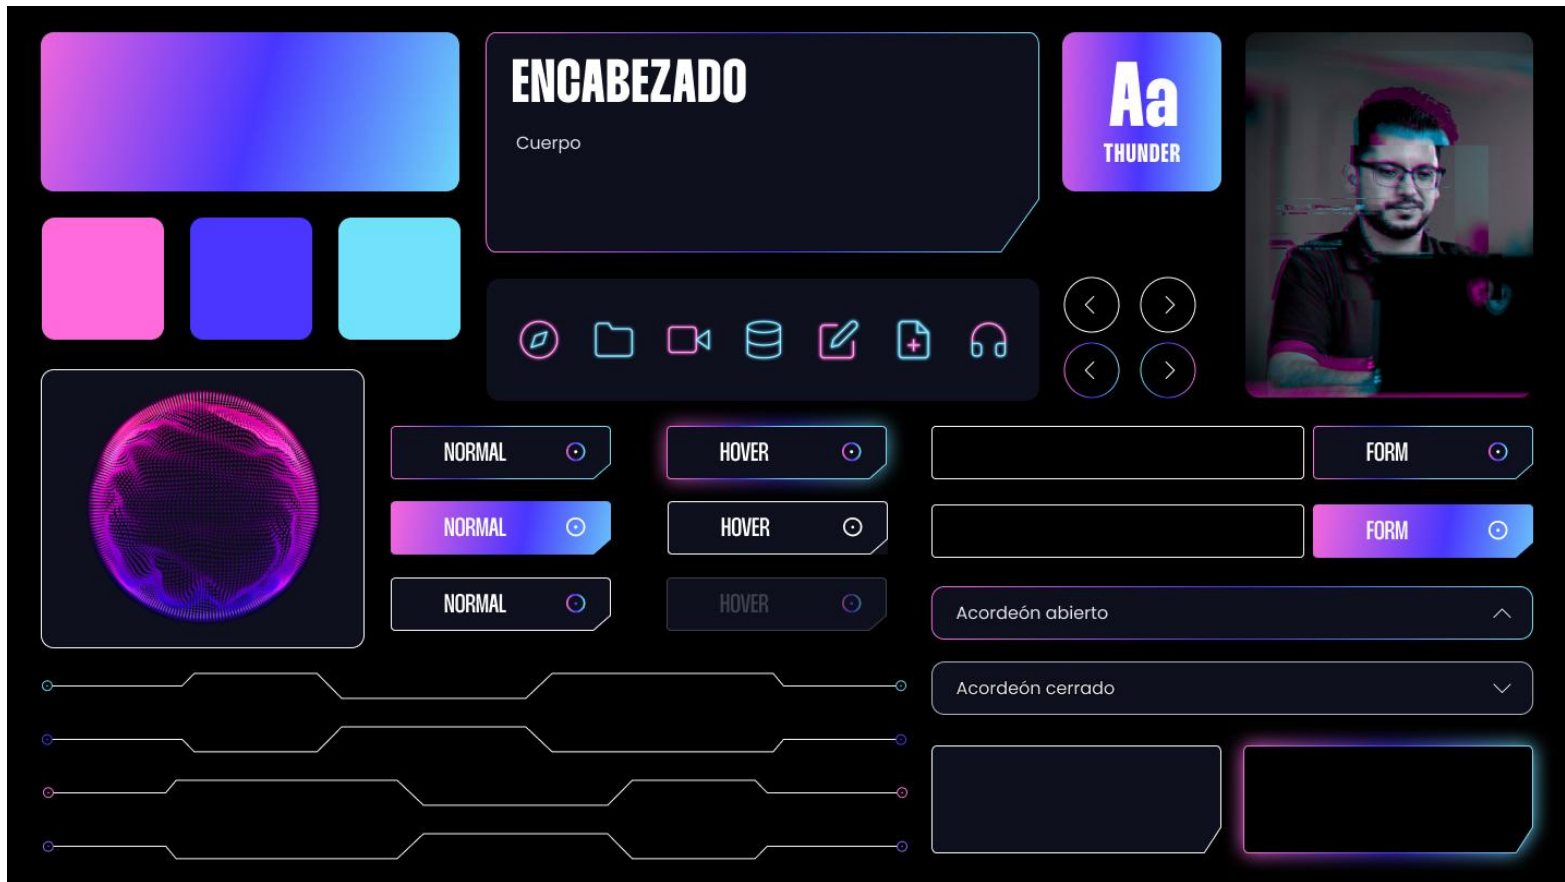 ENCABEZADO
Cuerpo
Aa
THUNDER
NORMAL
HOVER
FORM
NORMAL
HOVER
FORM
NORMAL
HOVER
Acordeón abierto
Acordeón cerrado